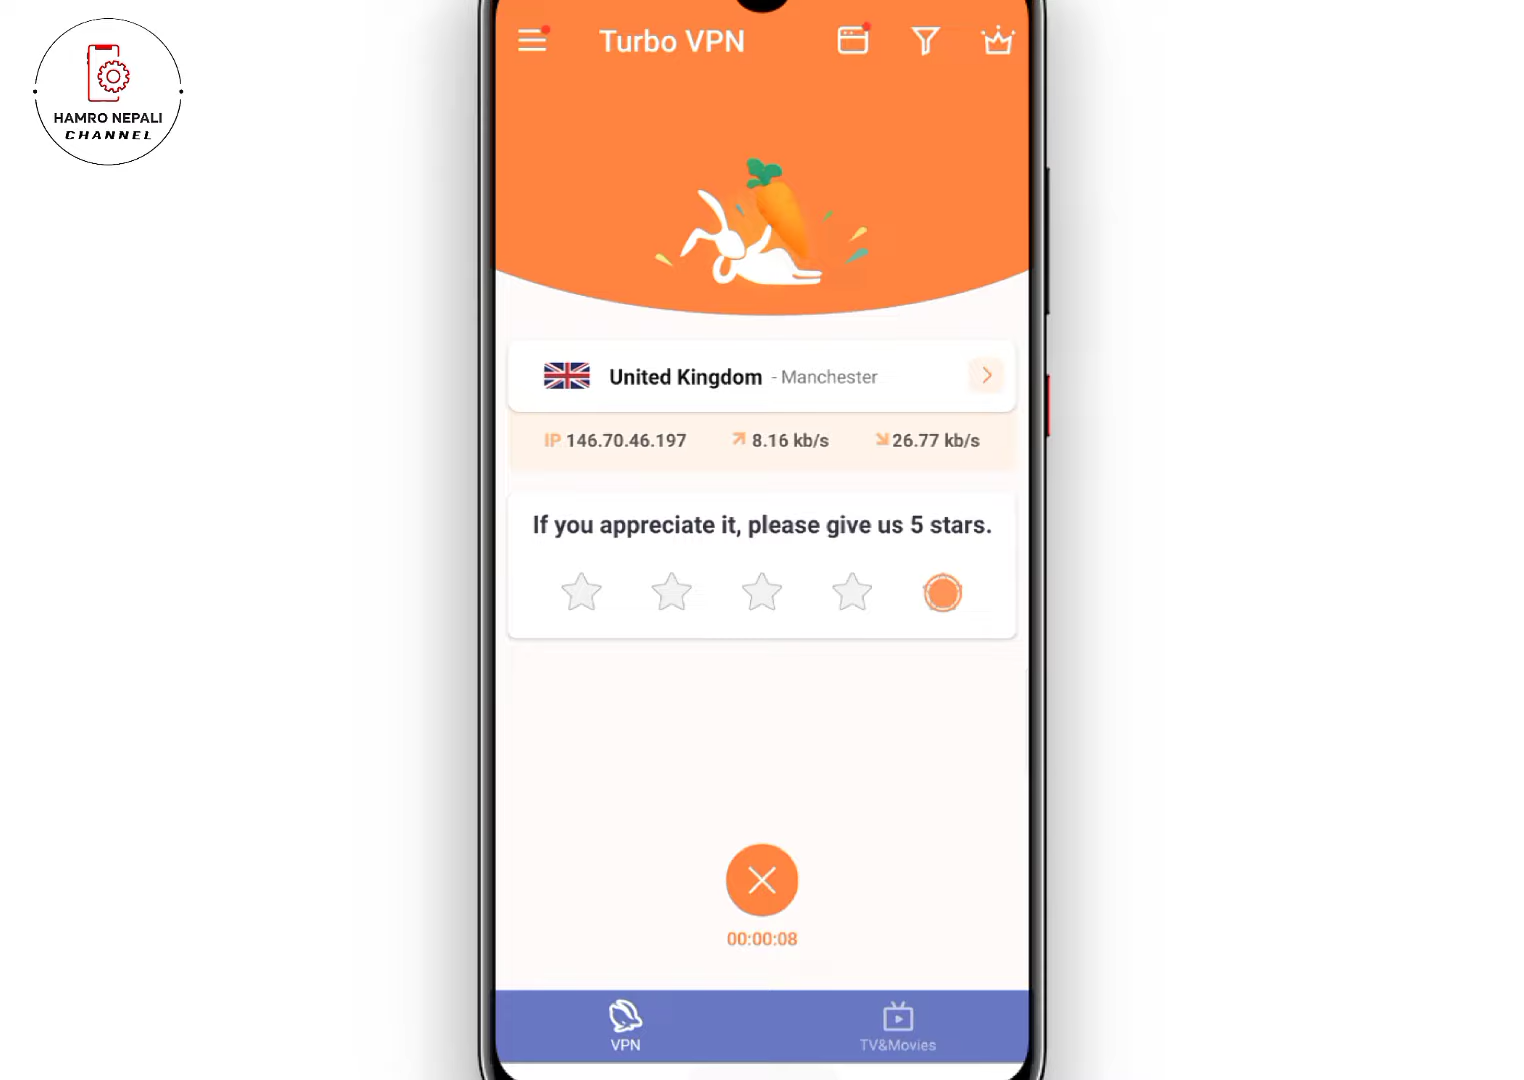 HAMRO NEPALI
CHANNEL
Turbo VPN
United Kingdom - Manchester
IP 146.70.46.197 8.16 kb/s 26.77 kb/s
If you appreciate it, please give us 5 stars.
00:00:08
VPN TV&Movies